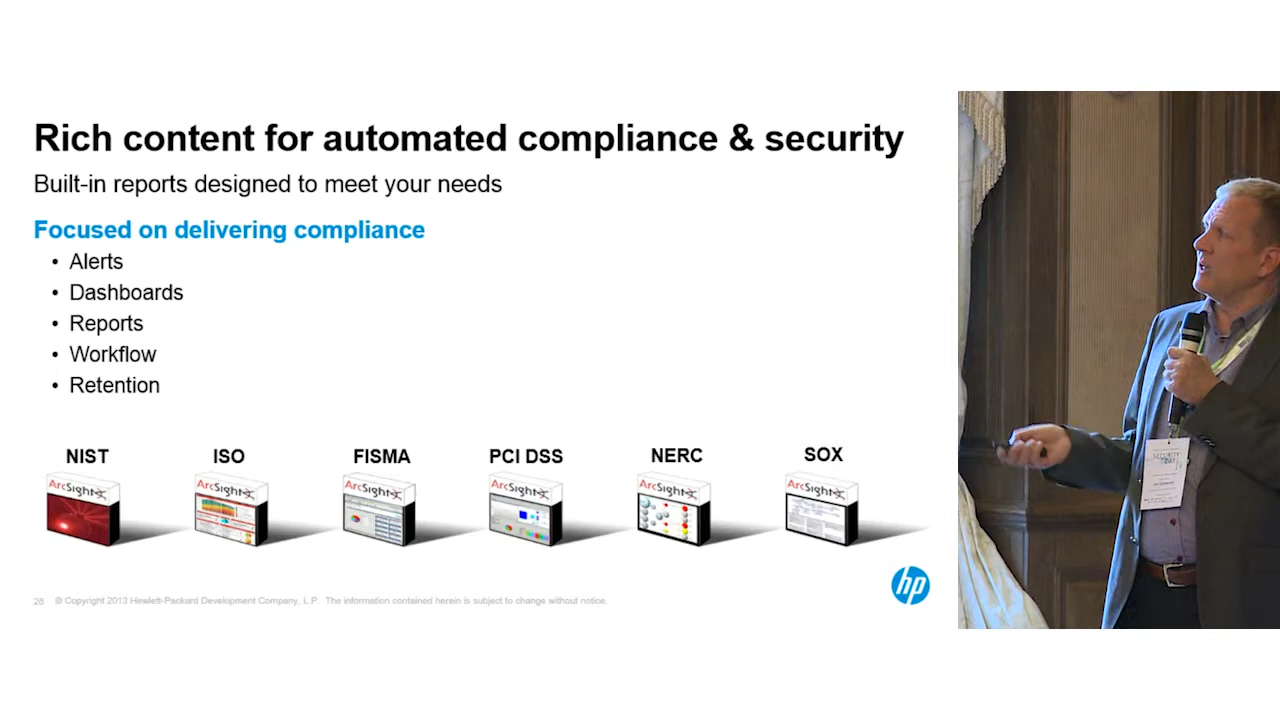 Rich content for automated compliance & security
Built-in reports designed to meet your needs
Focused on delivering compliance
• Alerts
• Dashboards
• Reports
• Workflow
• Retention
NIST ISO FISMA PCI DSS NERC SOX
ArcSight ArcSight ArcSight ArcSight ArcSight ArcSight
hp
26 © Copyright 2013 Hewlett-Packard Development Company, L.P. The information contained herein is subject to change without notice.
SECURITY